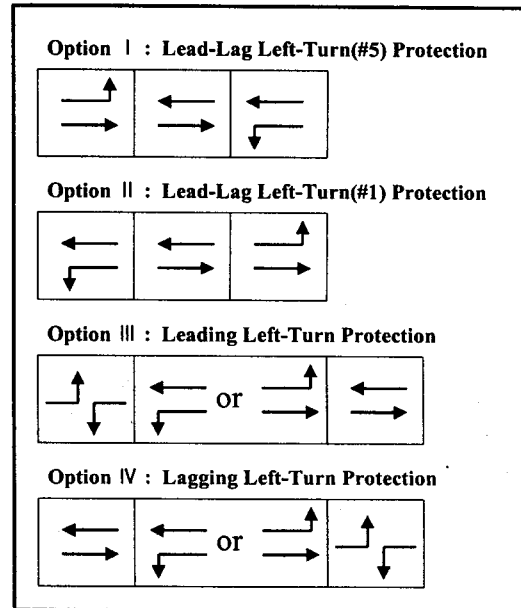 Option Ⅰ : Lead-Lag Left-Turn(#5) Protection
Option Ⅱ : Lead-Lag Left-Turn(#1) Protection
Option Ⅲ : Leading Left-Turn Protection
or
Option Ⅳ : Lagging Left-Turn Protection
or